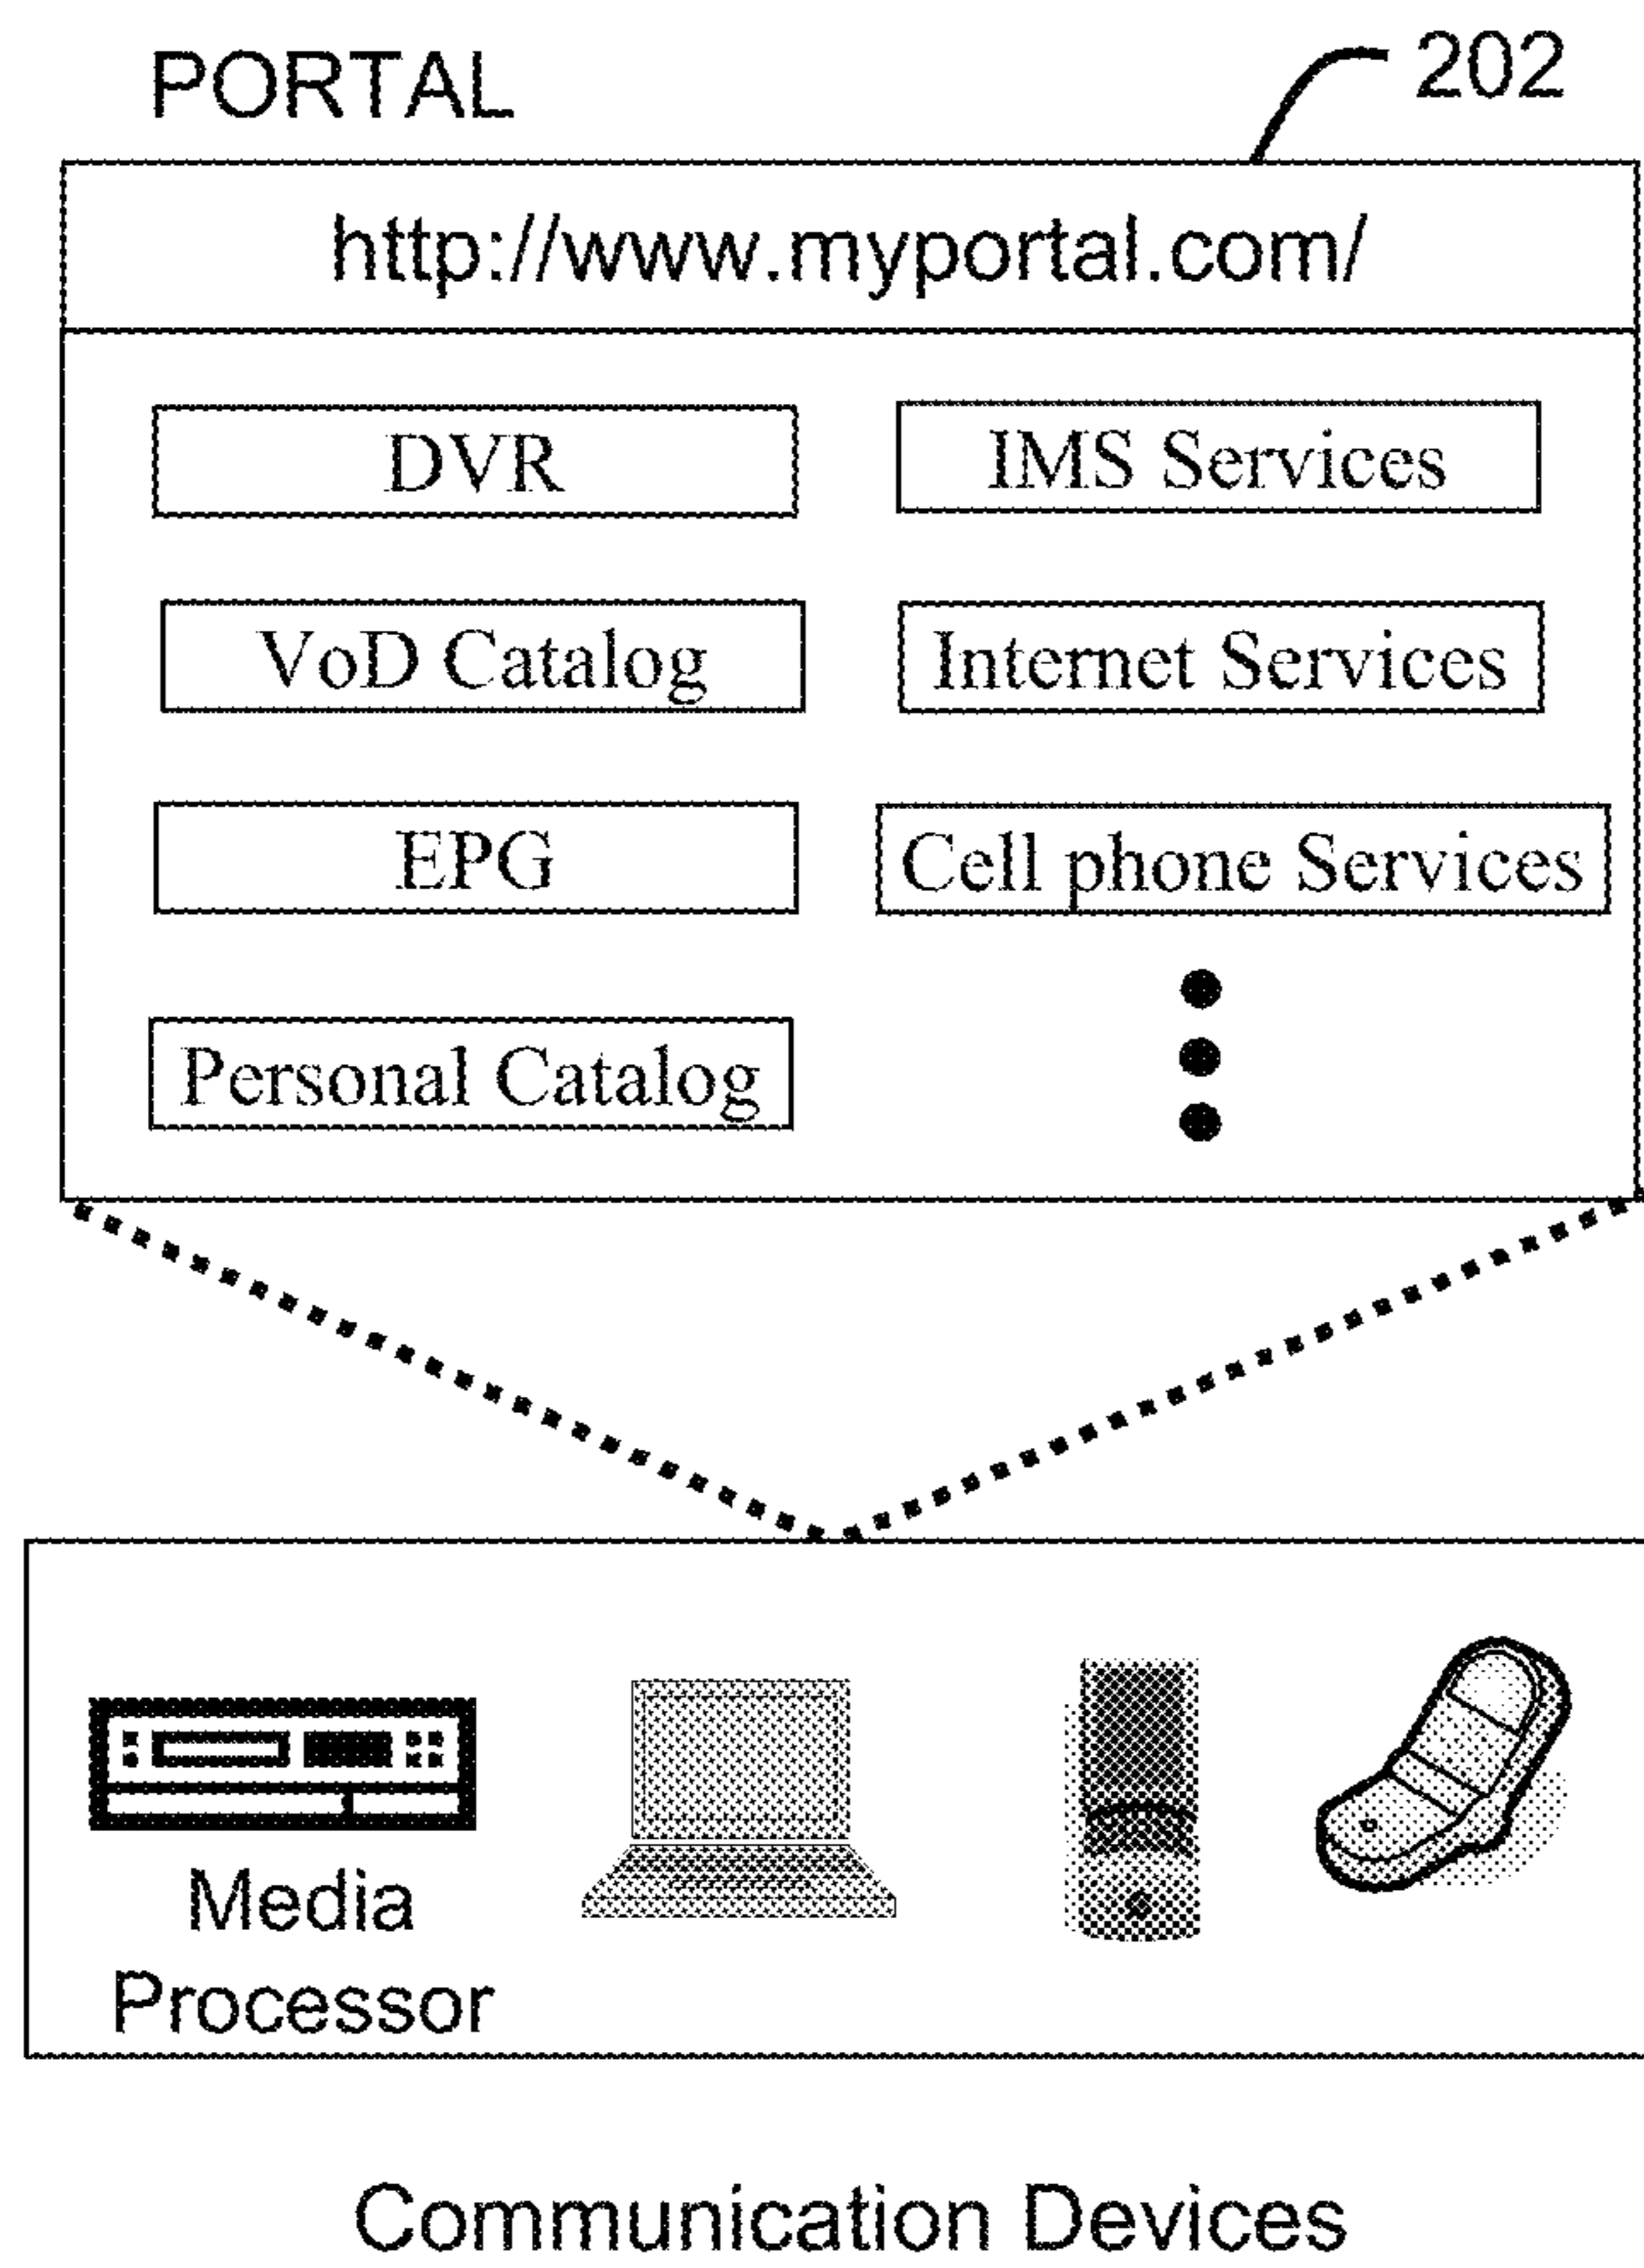 PORTAL
202
http://www.myportal.com/
DVR
IMS Services
VoD Catalog
Internet Services
EPG
Cell phone Services
Personal Catalog
Media
Processor
Communication Devices